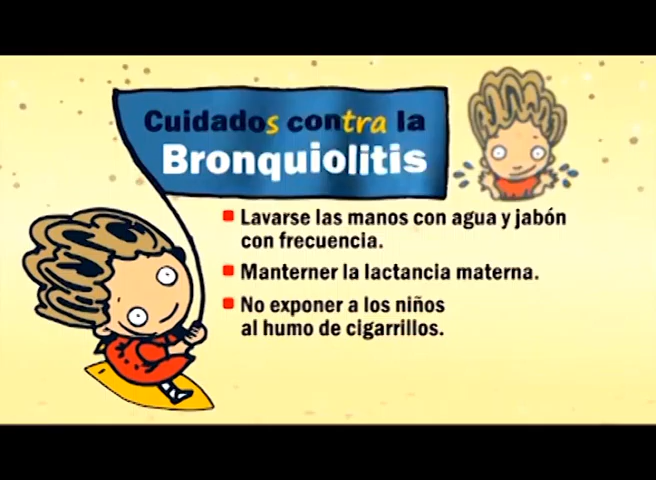 Cuidados contra la
Bronquiolitis
Lavarse las manos con agua y jabón
con frecuencia.
Manterner la lactancia materna.
No exponer a los niños
al humo de cigarrillos.